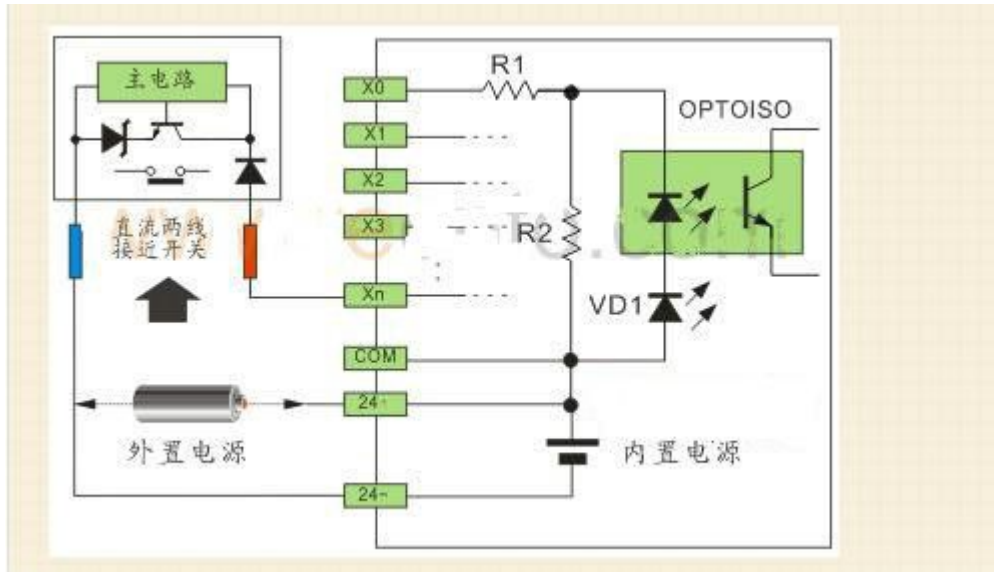 主电路
R1
X0
OPTOISO
X1
X2
X3
R2
直流两线
接近开关
Xn
VD1
COM
24+
外置电源
内置电源
24-